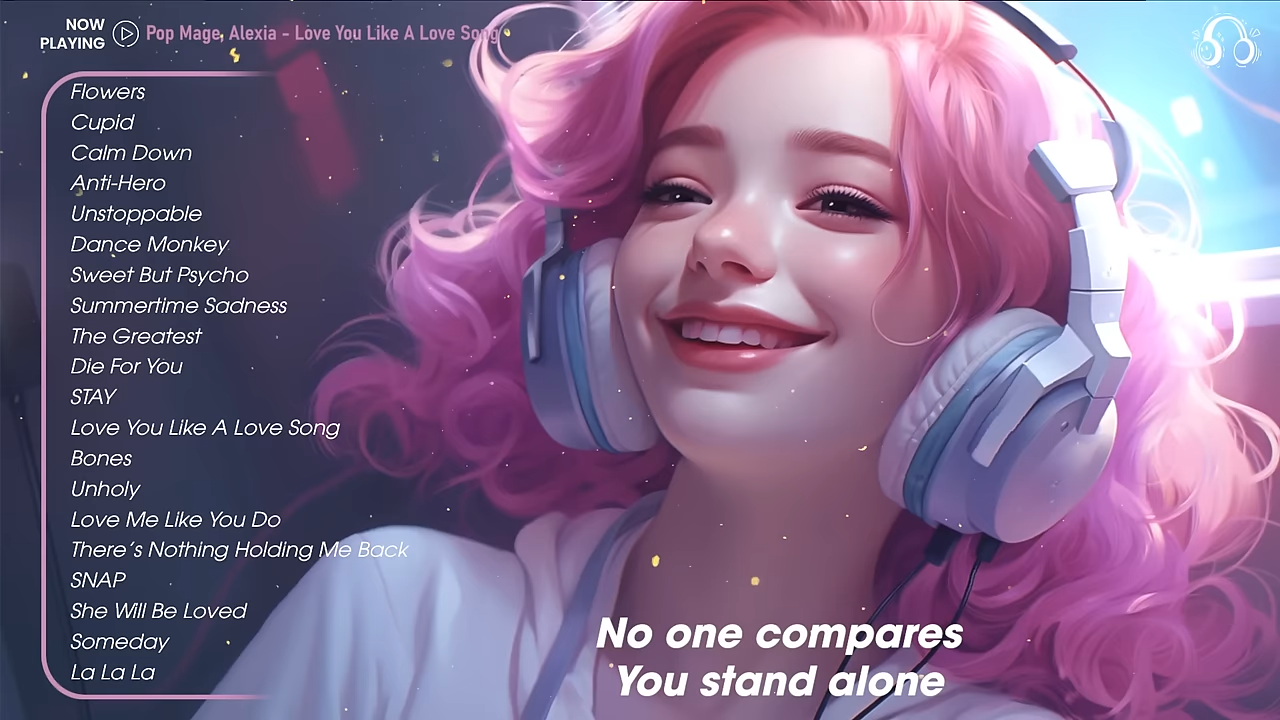 NOW
PLAYING
Pop Mage, Alexia - Love You Like A Love Song
Flowers
Cupid
Calm Down
Anti-Hero
Unstoppable
Dance Monkey
Sweet But Psycho
Summertime Sadness
The Greatest
Die For You
STAY
Love You Like A Love Song
Bones
Unholy
Love Me Like You Do
There's Nothing Holding Me Back
SNAP
She Will Be Loved
Someday
La La La
No one compares
You stand alone